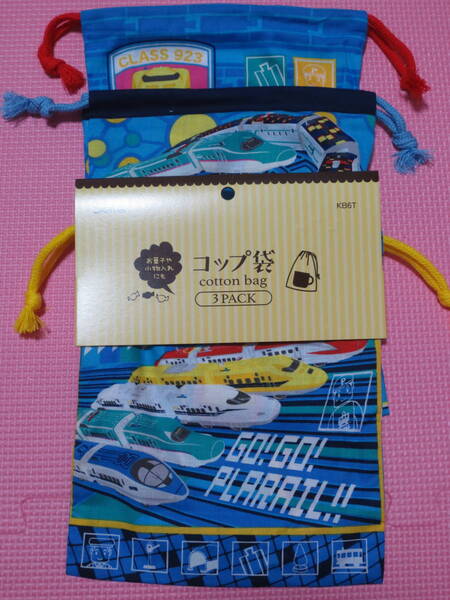 CLASS 923
KB6T
お菓子や
小物入れ
にも
コップ袋
cotton bag
3 PACK
GO! GO!
PLARAIL!!